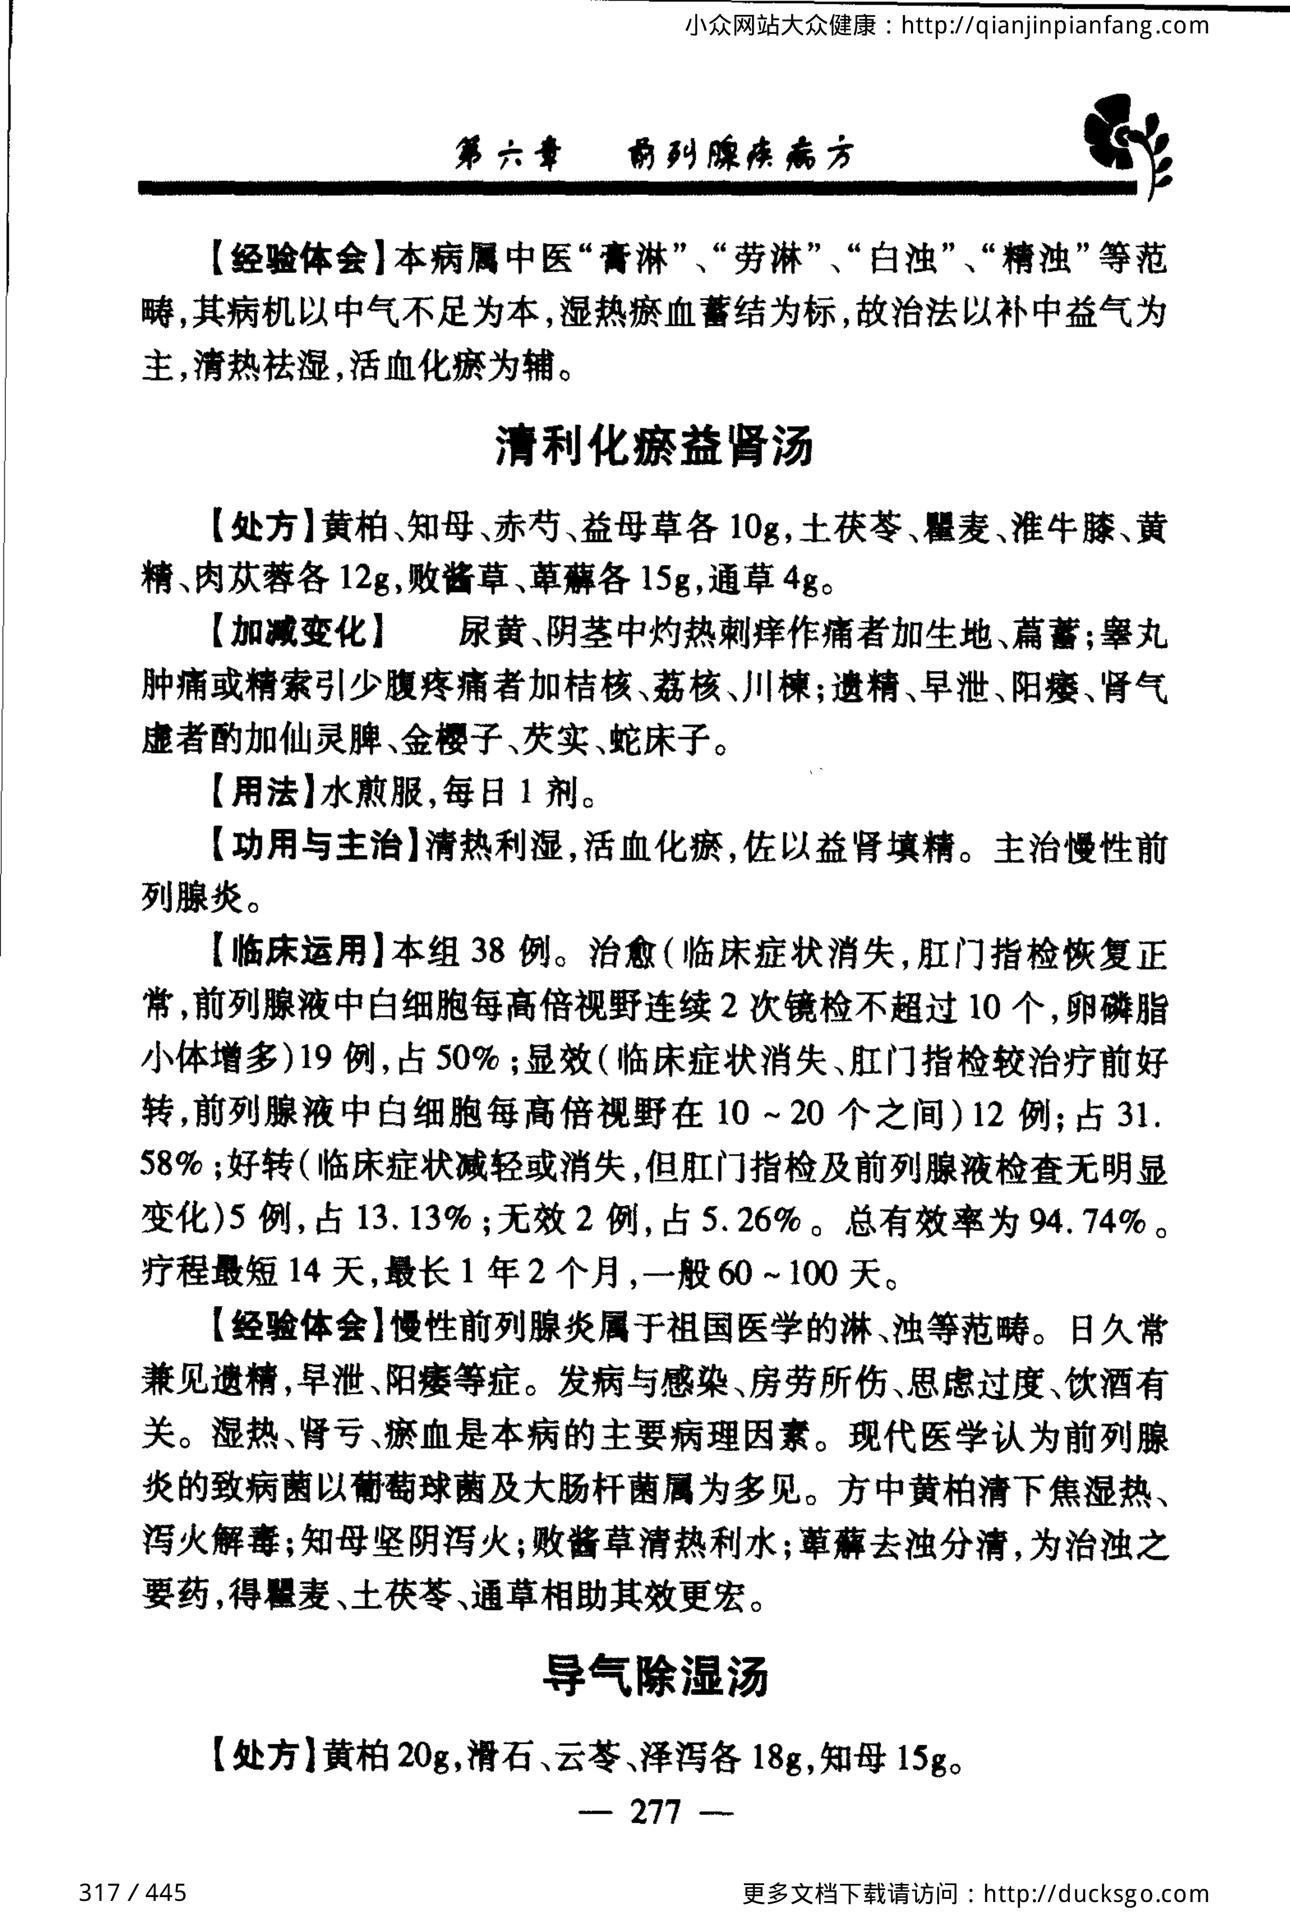 小众网站大众健康：http://qianjinpianfang.com
第六章 前列腺疾病方
【经验体会】本病属中医“膏淋”、“劳淋”、“白浊”、“精浊”等范
畴,其病机以中气不足为本,湿热瘀血蓄结为标,故治法以补中益气为
主,清热祛湿,活血化瘀为辅。
清利化瘀益肾汤
【处方】黄柏、知母、赤芍、益母草各 10g,土茯苓、瞿麦、淮牛膝、黄
精、肉苁蓉各 12g,败酱草、萆薢各 15g,通草 4g。
【加减变化】 尿黄、阴茎中灼热刺痒作痛者加生地、萹蓄;睾丸
肿痛或精索引少腹疼痛者加桔核、荔核、川楝;遗精、早泄、阳痿、肾气
虚者酌加仙灵脾、金樱子、芡实、蛇床子。
【用法】水煎服,每日 1 剂。
【功用与主治】清热利湿,活血化瘀,佐以益肾填精。主治慢性前
列腺炎。
【临床运用】本组 38 例。治愈(临床症状消失,肛门指检恢复正
常,前列腺液中白细胞每高倍视野连续 2 次镜检不超过 10 个,卵磷脂
小体增多)19 例,占 50%;显效(临床症状消失、肛门指检较治疗前好
转,前列腺液中白细胞每高倍视野在 10 ~ 20 个之间)12 例;占 31.
58%;好转(临床症状减轻或消失,但肛门指检及前列腺液检查无明显
变化)5 例,占 13.13%;无效 2 例,占 5.26%。总有效率为 94.74%。
疗程最短 14 天,最长 1 年 2 个月,一般 60 ~ 100 天。
【经验体会】慢性前列腺炎属于祖国医学的淋、浊等范畴。日久常
兼见遗精,早泄、阳痿等症。发病与感染、房劳所伤、思虑过度、饮酒有
关。湿热、肾亏、瘀血是本病的主要病理因素。现代医学认为前列腺
炎的致病菌以葡萄球菌及大肠杆菌属为多见。方中黄柏清下焦湿热、
泻火解毒;知母坚阴泻火;败酱草清热利水;萆薢去浊分清,为治浊之
要药,得瞿麦、土茯苓、通草相助其效更宏。
导气除湿汤
【处方】黄柏 20g,滑石、云苓、泽泻各 18g,知母 15g。
— 277 —
317 / 445
更多文档下载请访问：http://ducksgo.com